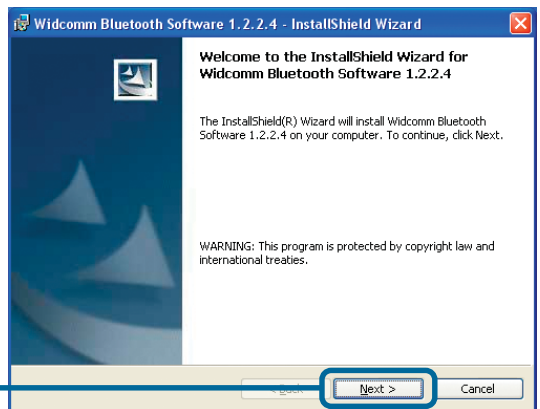 Widcomm Bluetooth Software 1.2.2.4 - InstallShield Wizard
Welcome to the InstallShield Wizard for
Widcomm Bluetooth Software 1.2.2.4
The InstallShield(R) Wizard will install Widcomm Bluetooth
Software 1.2.2.4 on your computer. To continue, click Next.
WARNING: This program is protected by copyright law and
international treaties.
< Back Next > Cancel